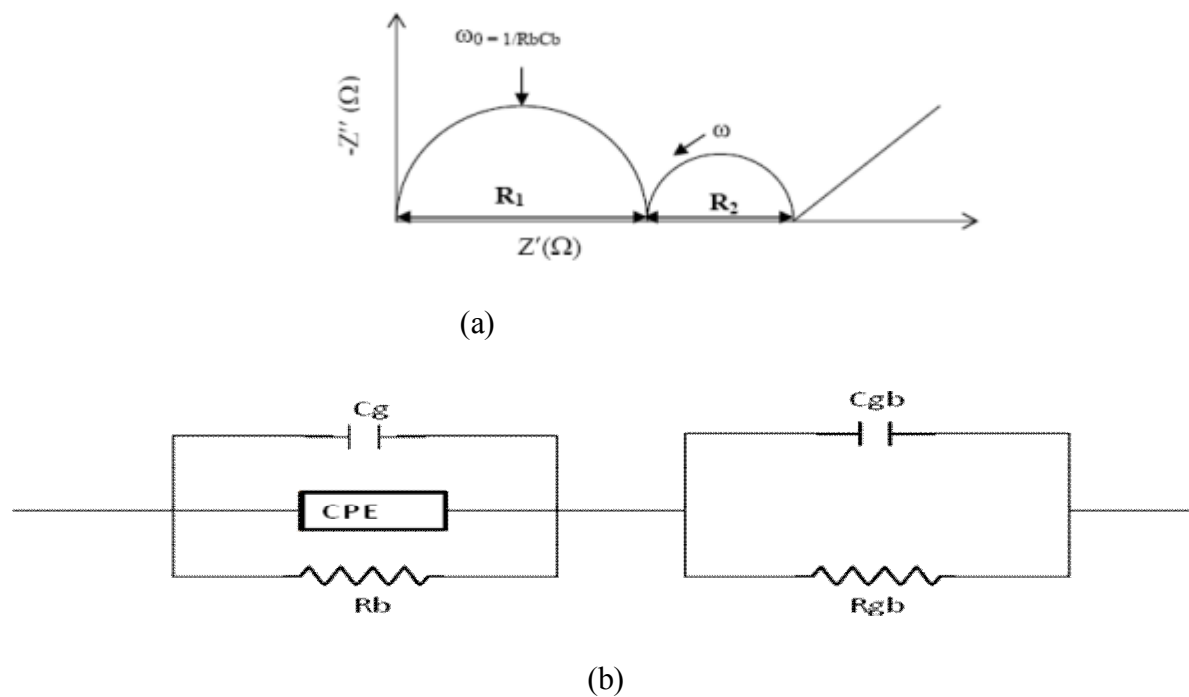 ω₀ = 1/RbCb
-Z″ (Ω)
ω
R₁
R₂
Z′(Ω)
(a)
Cg
Cgb
CPE
Rb
Rgb
(b)